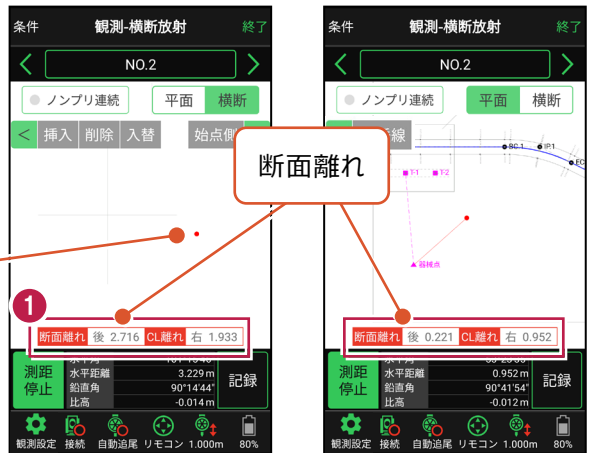 条件 観測-横断放射 終了
< NO.2 >
ノンプリ連続 平面 横断
< 挿入 削除 入替 始点側
断面離れ
1
断面離れ 後 2.716 CL離れ 右 1.933
測距停止
水平距離 3.229 m
鉛直角 90°14'44"
比高 -0.014 m
記録
観測設定 接続 自動追尾 リモコン 1.000m 80%
条件 観測-横断放射 終了
< NO.2 >
ノンプリ連続 平面 横断
線
BC.1 IP.1 EC
T-1 T-2
器械点
断面離れ 後 0.221 CL離れ 右 0.952
測距停止
水平距離 0.952 m
鉛直角 90°41'54"
比高 -0.012 m
記録
観測設定 接続 自動追尾 リモコン 1.000m 80%